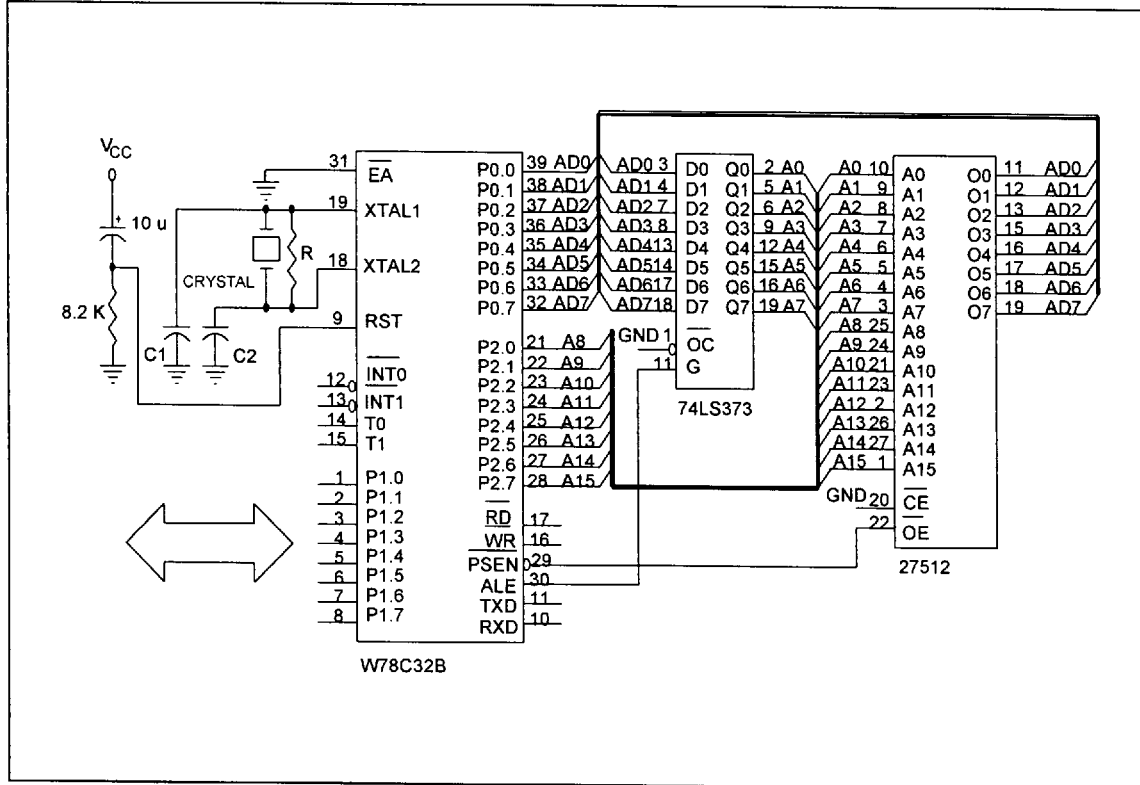 VCC
10 u
8.2 K
C1
C2
CRYSTAL
R
31 EA
19 XTAL1
18 XTAL2
9 RST
12 INT0
13 INT1
14 T0
15 T1
1 P1.0
2 P1.1
3 P1.2
4 P1.3
5 P1.4
6 P1.5
7 P1.6
8 P1.7
P0.0 39 AD0
P0.1 38 AD1
P0.2 37 AD2
P0.3 36 AD3
P0.4 35 AD4
P0.5 34 AD5
P0.6 33 AD6
P0.7 32 AD7
P2.0 21 A8
P2.1 22 A9
P2.2 23 A10
P2.3 24 A11
P2.4 25 A12
P2.5 26 A13
P2.6 27 A14
P2.7 28 A15
RD 17
WR 16
PSEN 29
ALE 30
TXD 11
RXD 10
W78C32B
AD0 3 D0 Q0 2 A0
AD1 4 D1 Q1 5 A1
AD2 7 D2 Q2 6 A2
AD3 8 D3 Q3 9 A3
AD4 13 D4 Q4 12 A4
AD5 14 D5 Q5 15 A5
AD6 17 D6 Q6 16 A6
AD7 18 D7 Q7 19 A7
GND 1 OC
11 G
74LS373
A0 10 A0 O0 11 AD0
A1 9 A1 O1 12 AD1
A2 8 A2 O2 13 AD2
A3 7 A3 O3 15 AD3
A4 6 A4 O4 16 AD4
A5 5 A5 O5 17 AD5
A6 4 A6 O6 18 AD6
A7 3 A7 O7 19 AD7
A8 25 A8
A9 24 A9
A10 21 A10
A11 23 A11
A12 2 A12
A13 26 A13
A14 27 A14
A15 1 A15
GND 20 CE
22 OE
27512